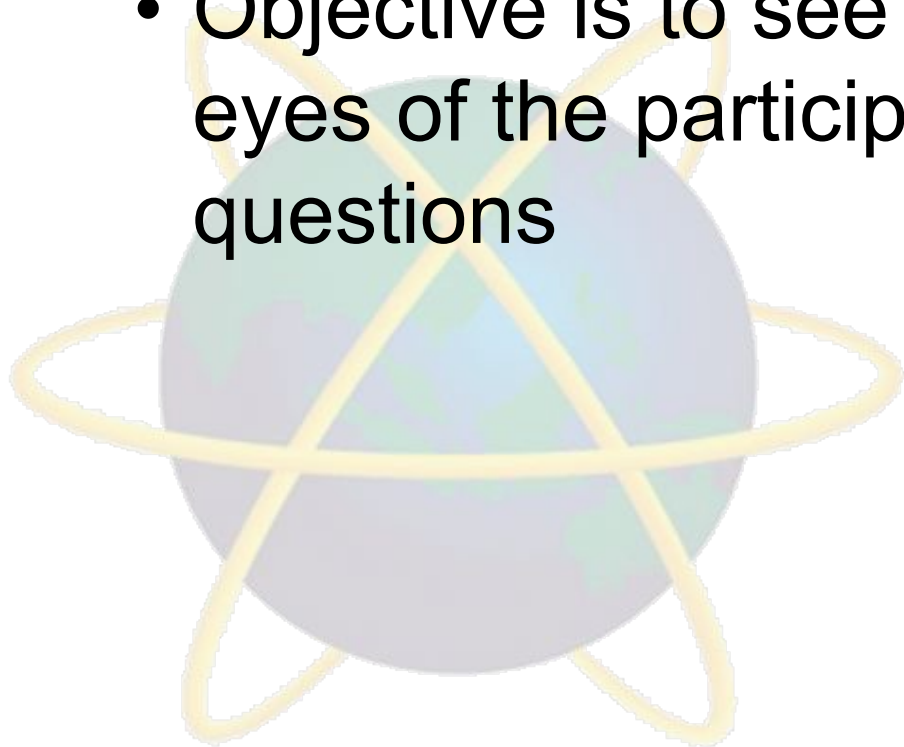 • Objective is to see
eyes of the particip
questions